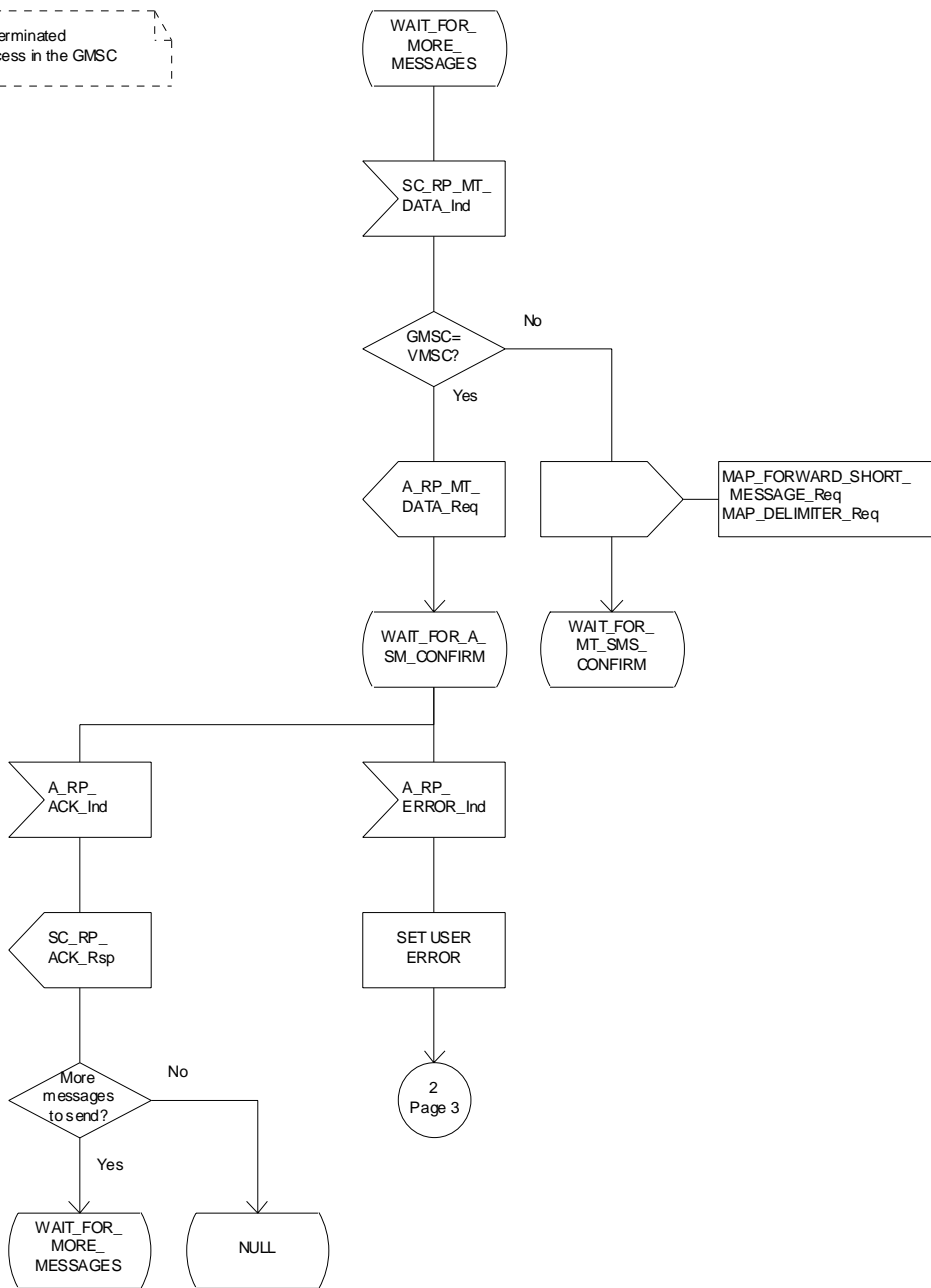 erminated
cess in the GMSC
WAIT_FOR_
MORE_
MESSAGES
SC_RP_MT_
DATA_Ind
No
GMSC=
VMSC?
Yes
A_RP_MT_
DATA_Req
MAP_FORWARD_SHORT_
MESSAGE_Req
MAP_DELIMITER_Req
WAIT_FOR_A_
SM_CONFIRM
WAIT_FOR_
MT_SMS_
CONFIRM
A_RP_
ACK_Ind
A_RP_
ERROR_Ind
SC_RP_
ACK_Rsp
SET USER
ERROR
More
messages
to send?
No
Yes
2
Page 3
WAIT_FOR_
MORE_
MESSAGES
NULL